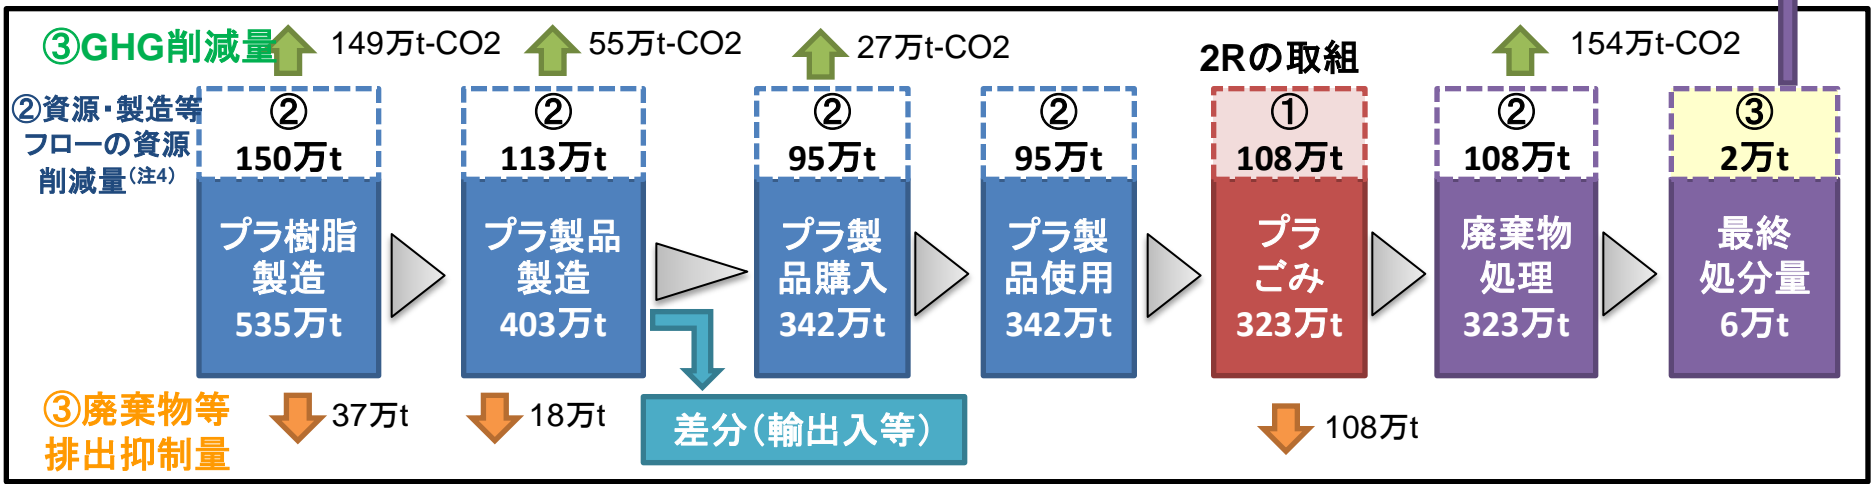 ③GHG削減量
149万t-CO2
55万t-CO2
27万t-CO2
2Rの取組
154万t-CO2
②資源・製造等
フローの資源
削減量(注4)
②
150万t
②
113万t
②
95万t
②
95万t
①
108万t
②
108万t
③
2万t
プラ樹脂
製造
535万t
プラ製品
製造
403万t
プラ製
品購入
342万t
プラ製
品使用
342万t
プラ
ごみ
323万t
廃棄物
処理
323万t
最終
処分量
6万t
③廃棄物等
排出抑制量
37万t
18万t
差分(輸出入等)
108万t